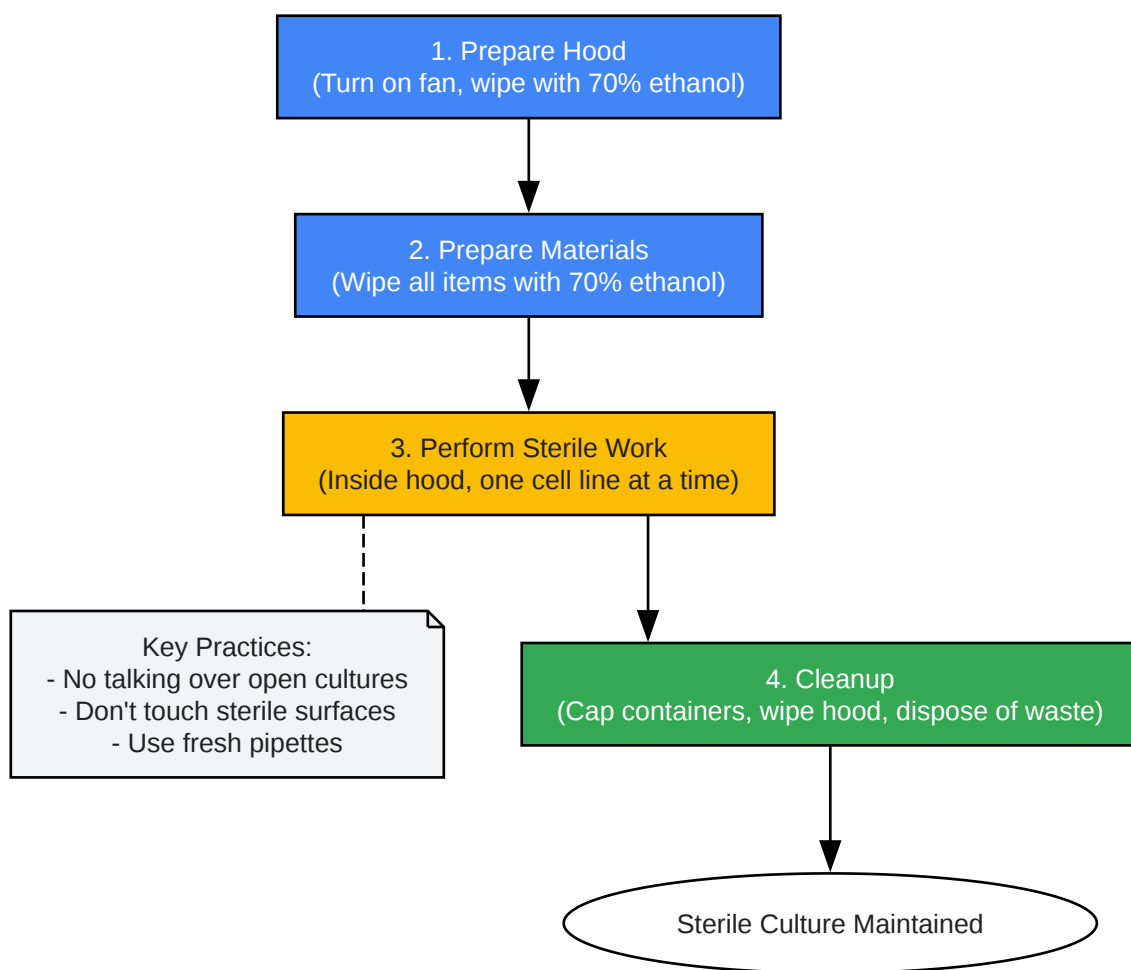 1. Prepare Hood
(Turn on fan, wipe with 70% ethanol)
2. Prepare Materials
(Wipe all items with 70% ethanol)
3. Perform Sterile Work
(Inside hood, one cell line at a time)
Key Practices:
- No talking over open cultures
- Don't touch sterile surfaces
- Use fresh pipettes
4. Cleanup
(Cap containers, wipe hood, dispose of waste)
Sterile Culture Maintained